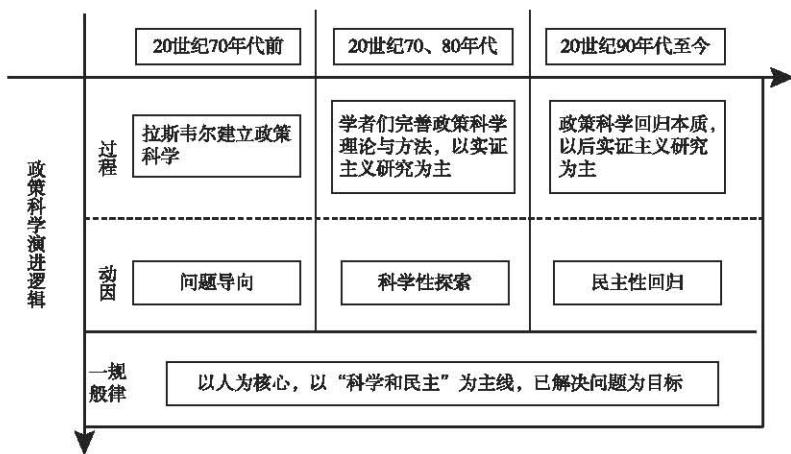 20世纪70年代前
20世纪70、80年代
20世纪90年代至今
政策科学演进逻辑
过程
拉斯韦尔建立政策
科学
学者们完善政策科学
理论与方法，以实证
主义研究为主
政策科学回归本质，
以后实证主义研究
为主
动因
问题导向
科学性探索
民主性回归
一规
般律
以人为核心，以“科学和民主”为主线，已解决问题为目标